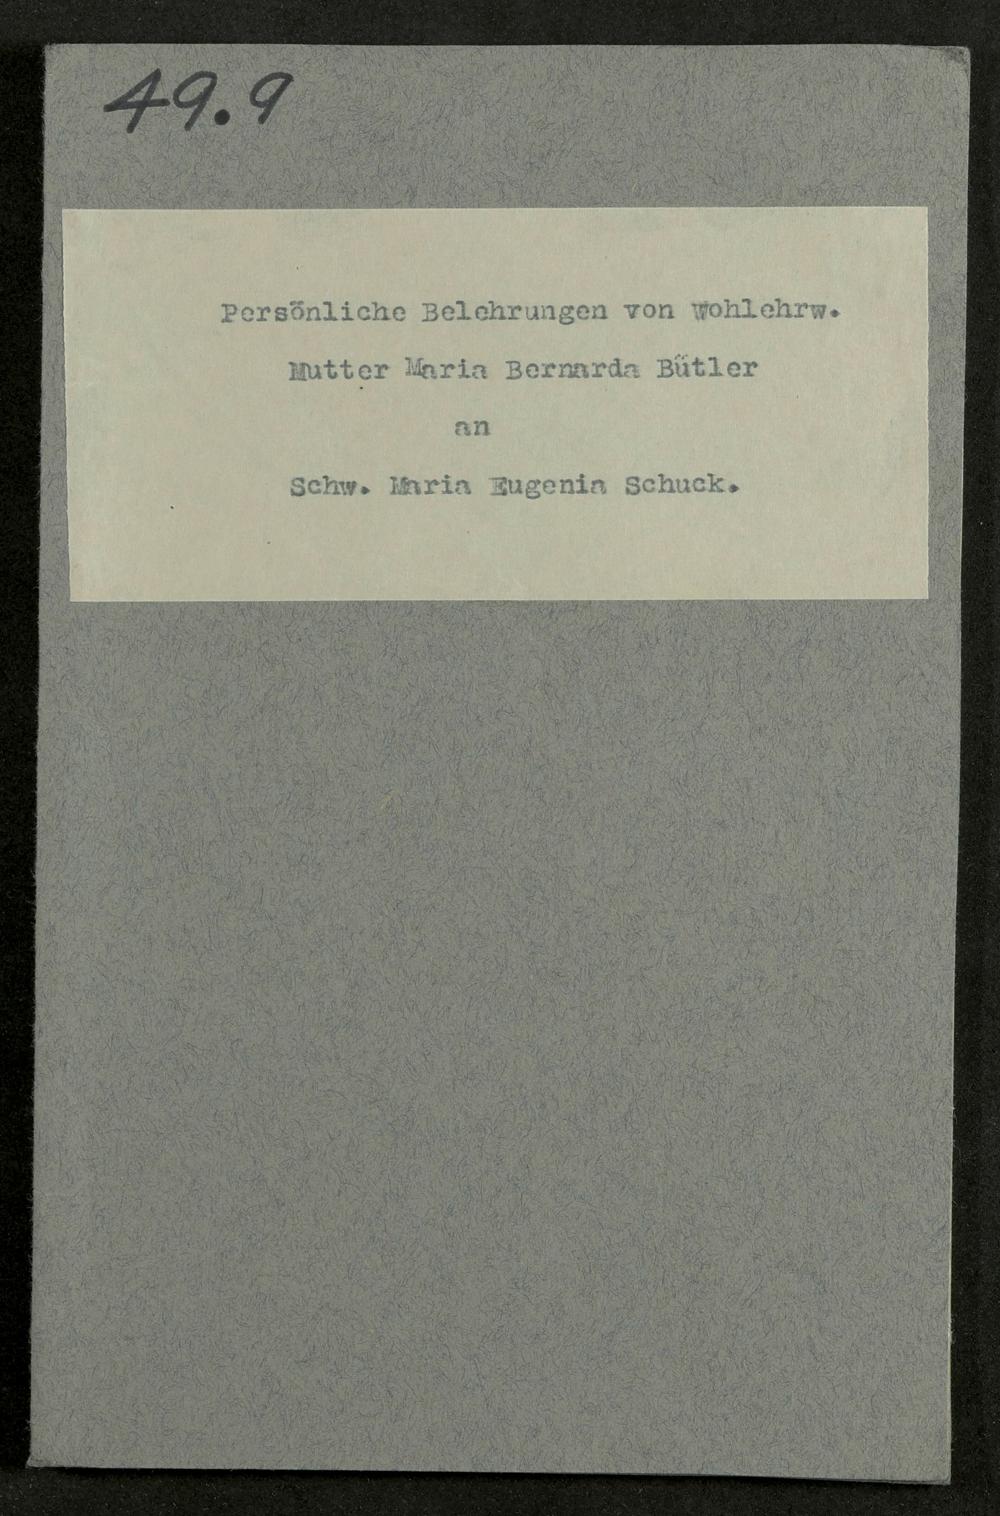 49.9
Persönliche Belehrungen von Wohlehrw.
Mutter Maria Bernarda Bütler
an
Schw. Maria Eugenia Schuck.